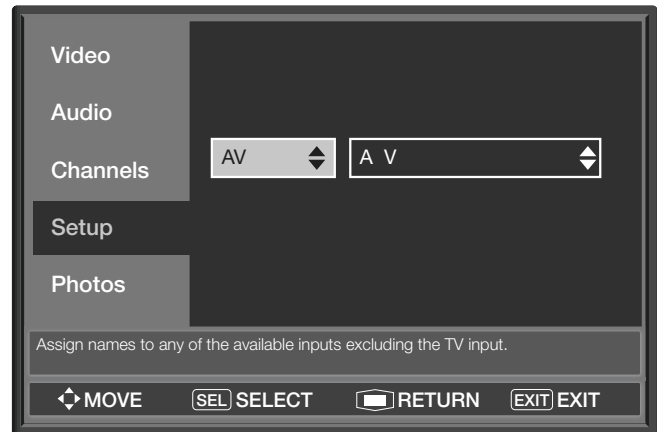 Video
Audio
Channels
Setup
Photos
AV
A V
Assign names to any of the available inputs excluding the TV input.
MOVE SEL SELECT RETURN EXIT EXIT